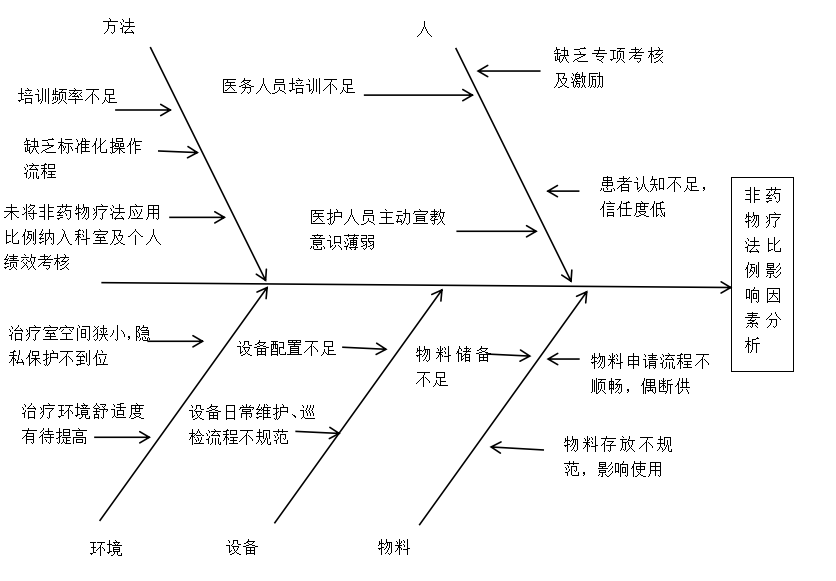 方法
人
缺乏专项考核
及激励
医务人员培训不足
培训频率不足
缺乏标准化操作
流程
患者认知不足，
信任度低
未将非药物疗法应用
比例纳入科室及个人
绩效考核
医护人员主动宣教
意识薄弱
非药
物疗
法比
例影
响因
素分
析
治疗室空间狭小，隐
私保护不到位
设备配置不足
物料储备
不足
物料申请流程不
顺畅，偶断供
治疗环境舒适度
有待提高
设备日常维护、巡
检流程不规范
物料存放不规
范，影响使用
环境
设备
物料